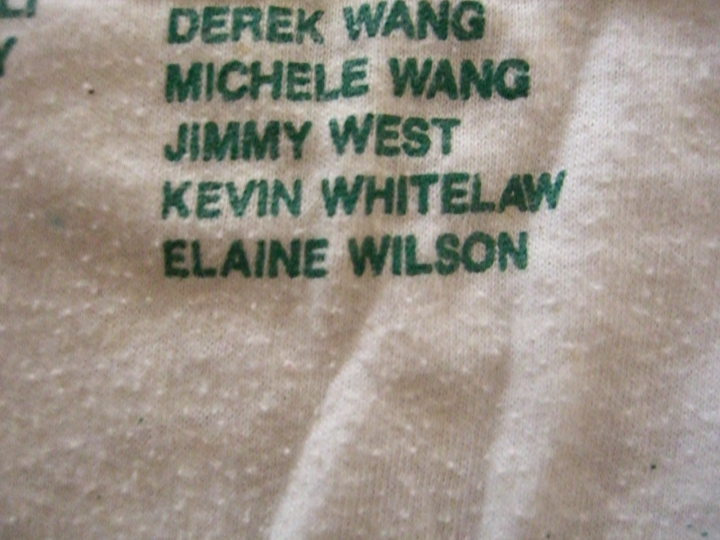 DEREK WANG
MICHELE WANG
JIMMY WEST
KEVIN WHITELAW
ELAINE WILSON